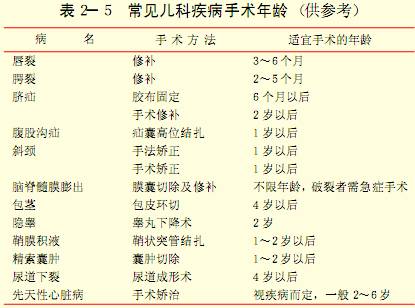 表 2—5 常见儿科疾病手术年龄（供参考）
病 名 手术方法 适宜手术的年龄
唇裂 修补 3～6个月
腭裂 修补 2～5个月
脐疝 胶布固定 6个月以后
手术修补 2岁以后
腹股沟疝 疝囊高位结扎 1岁以后
斜颈 手法矫正 1岁以后
手术矫正 1岁以后
脑脊髓膜膨出 膜囊切除及修补 不限年龄，破裂者需急症手术
包茎 包皮环切 4岁以后
隐睾 睾丸下降术 2岁
鞘膜积液 鞘状突管结扎 1～2岁以后
精索囊肿 囊肿切除 1～2岁以后
尿道下裂 尿道成形术 4岁以后
先天性心脏病 手术矫治 视疾病而定，一般2～6岁